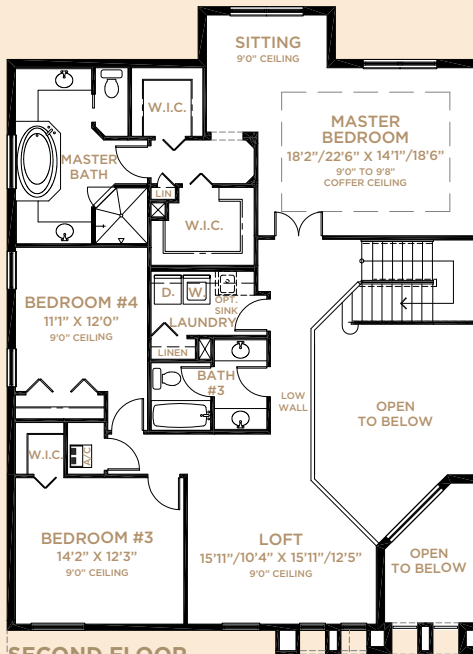 SITTING
9'0" CEILING
W.I.C.
MASTER
BEDROOM
18'2"/22'6" X 14'1"/18'6"
9'0" TO 9'8"
COFFER CEILING
MASTER
BATH
LIN
W.I.C.
D.
W.
OPT.
SINK
LAUNDRY
LINEN
BEDROOM #4
11'1" X 12'0"
9'0" CEILING
BATH
#3
LOW
WALL
OPEN
TO BELOW
W.I.C.
A/C
BEDROOM #3
14'2" X 12'3"
9'0" CEILING
LOFT
15'11"/10'4" X 15'11"/12'5"
9'0" CEILING
OPEN
TO BELOW
SECOND FLOOR